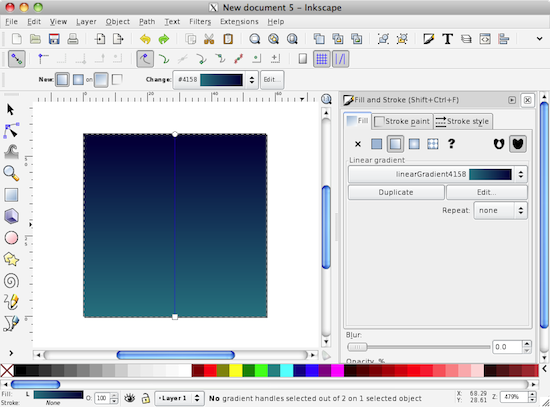 New document 5 - Inkscape
File Edit View Layer Object Path Text Filters Extensions Help
New: on Change: #4158 Edit...
Fill and Stroke (Shift+Ctrl+F)
Fill Stroke paint Stroke style
Linear gradient
linearGradient4158
Duplicate Edit...
Repeat: none
Blur:
0.0
Opacity, %
Fill: L O: 100 Layer 1 No gradient handles selected out of 2 on 1 selected object X: 68.29 Z: 479%
Stroke: None Y: 28.61